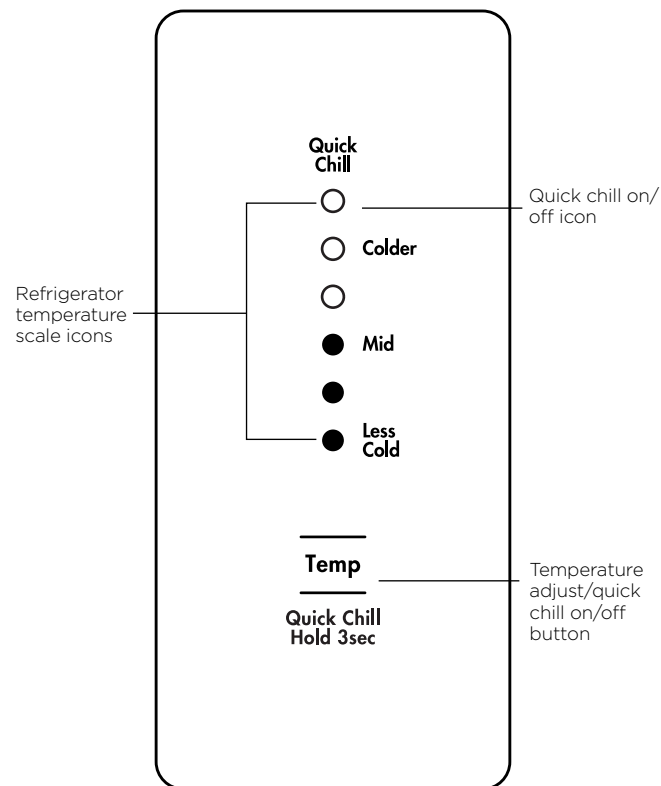 Quick
Chill
Quick chill on/
off icon
Colder
Refrigerator
temperature
scale icons
Mid
Less
Cold
Temp
Temperature
adjust/quick
chill on/off
button
Quick Chill
Hold 3sec